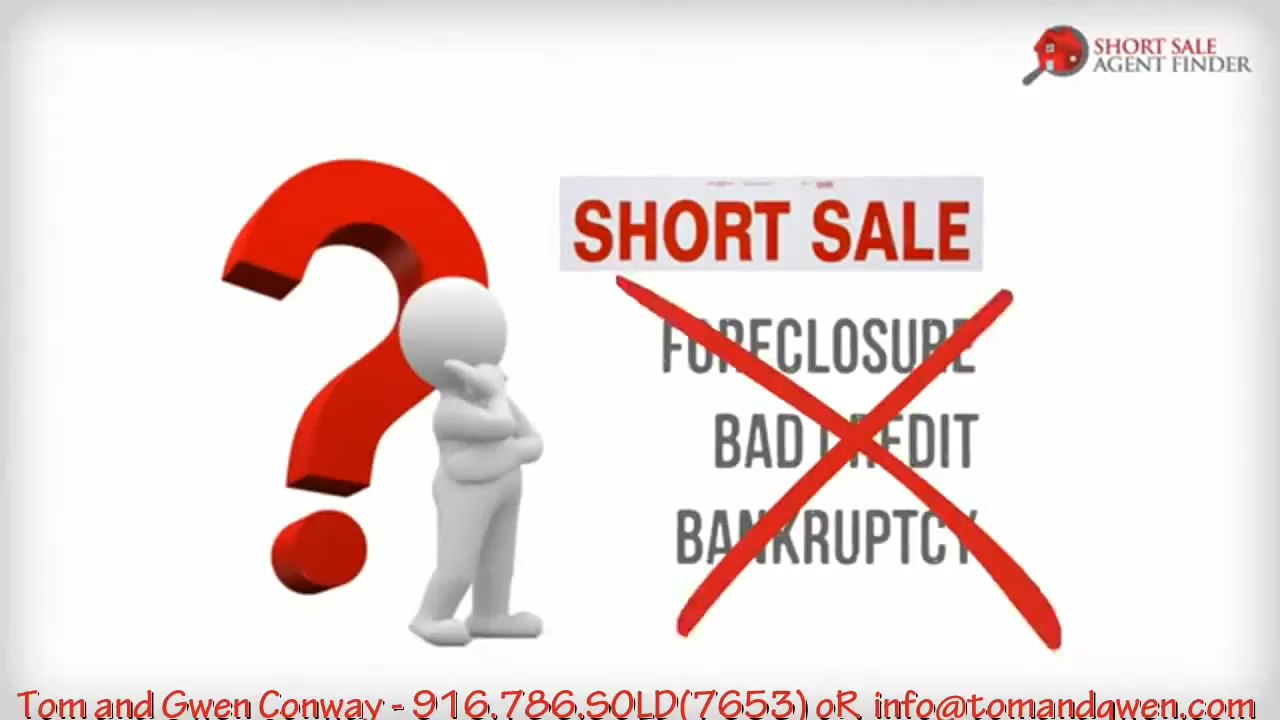 SHORT SALE
AGENT FINDER
SHORT SALE
FORECLOSURE
BAD CREDIT
BANKRUPTCY
Tom and Gwen Conway - 916.786.SOLD(7653) oR info@tomandgwen.com